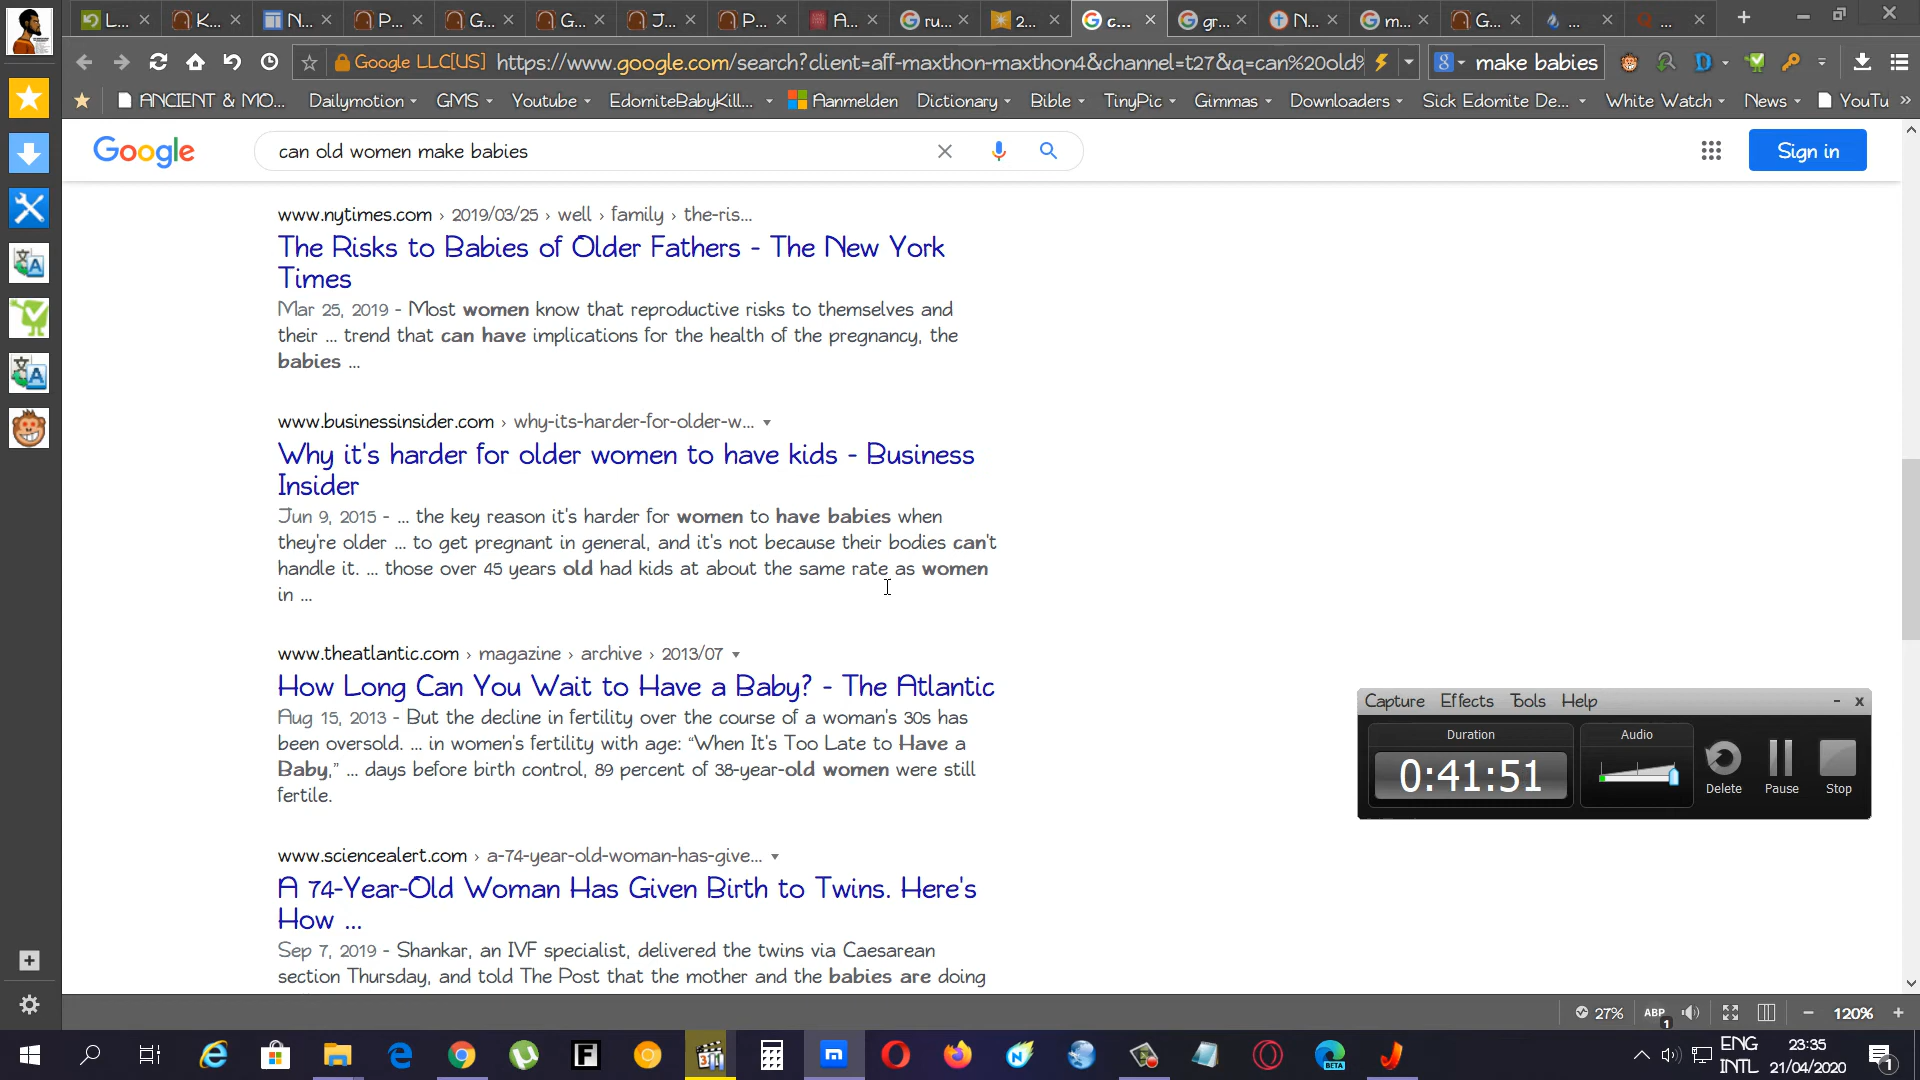 L...
K...
N...
P...
G...
G...
J...
P...
A...
ru...
2...
c...
gr...
N...
m...
G...
...
...
Google LLC[US] https://www.google.com/search?client=aff-maxthon-maxthon4&channel=t27&q=can%20old%
make babies
ANCIENT & MO...
Dailymotion
GMS
Youtube
EdomiteBabyKill...
Aanmelden
Dictionary
Bible
TinyPic
Gimmas
Downloaders
Sick Edomite De...
White Watch
News
YouTu
Google
can old women make babies
Sign in
www.nytimes.com › 2019/03/25 › well › family › the-ris...
The Risks to Babies of Older Fathers - The New York
Times
Mar 25, 2019 - Most women know that reproductive risks to themselves and
their ... trend that can have implications for the health of the pregnancy, the
babies ...
www.businessinsider.com › why-its-harder-for-older-w...
Why it's harder for older women to have kids - Business
Insider
Jun 9, 2015 - ... the key reason it's harder for women to have babies when
they're older ... to get pregnant in general, and it's not because their bodies can't
handle it. ... those over 45 years old had kids at about the same rate as women
in ...
www.theatlantic.com › magazine › archive › 2013/07
How Long Can You Wait to Have a Baby? - The Atlantic
Aug 15, 2013 - But the decline in fertility over the course of a woman's 30s has
been oversold. ... in women's fertility with age: “When It's Too Late to Have a
Baby,” ... days before birth control, 89 percent of 38-year-old women were still
fertile.
www.sciencealert.com › a-74-year-old-woman-has-give...
A 74-Year-Old Woman Has Given Birth to Twins. Here's
How ...
Sep 7, 2019 - Shankar, an IVF specialist, delivered the twins via Caesarean
section Thursday, and told The Post that the mother and the babies are doing
Capture Effects Tools Help
Duration
0:41:51
Audio
Delete
Pause
Stop
27%
ABP
1
120%
ENG
INTL
23:35
21/04/2020
1
BETA